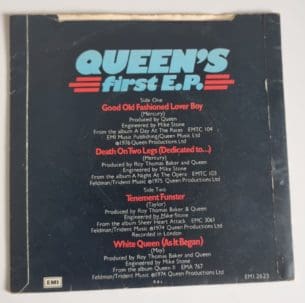 QUEEN'S
first E.P.
Side One
Good Old Fashioned Lover Boy
(Mercury)
Produced by Queen
Engineered by Mike Stone
From the album A Day At The Races EMTC 104
EMI Music Publishing/Queen Music Ltd
℗1976 Queen Productions Ltd
Death On Two Legs (Dedicated to...)
(Mercury)
Produced by Roy Thomas Baker and Queen
Engineered by Mike Stone
From the album A Night At The Opera EMTC 103
Feldman/Trident Music ℗1975 Queen Productions Ltd
Side Two
Tenement Funster
(Taylor)
Produced by Roy Thomas Baker & Queen
Engineered by Mike Stone
From the album Sheer Heart Attack EMC 3061
Feldman/Trident Music ℗1974 Queen Productions Ltd
Recorded in London
White Queen (As It Began)
(May)
Produced by Roy Thomas Baker and Queen
Engineered by Mike Stone
From the album Queen II EMA 767
Feldman/Trident Music ℗1974 Queen Productions Ltd
EMI
EMI 2623